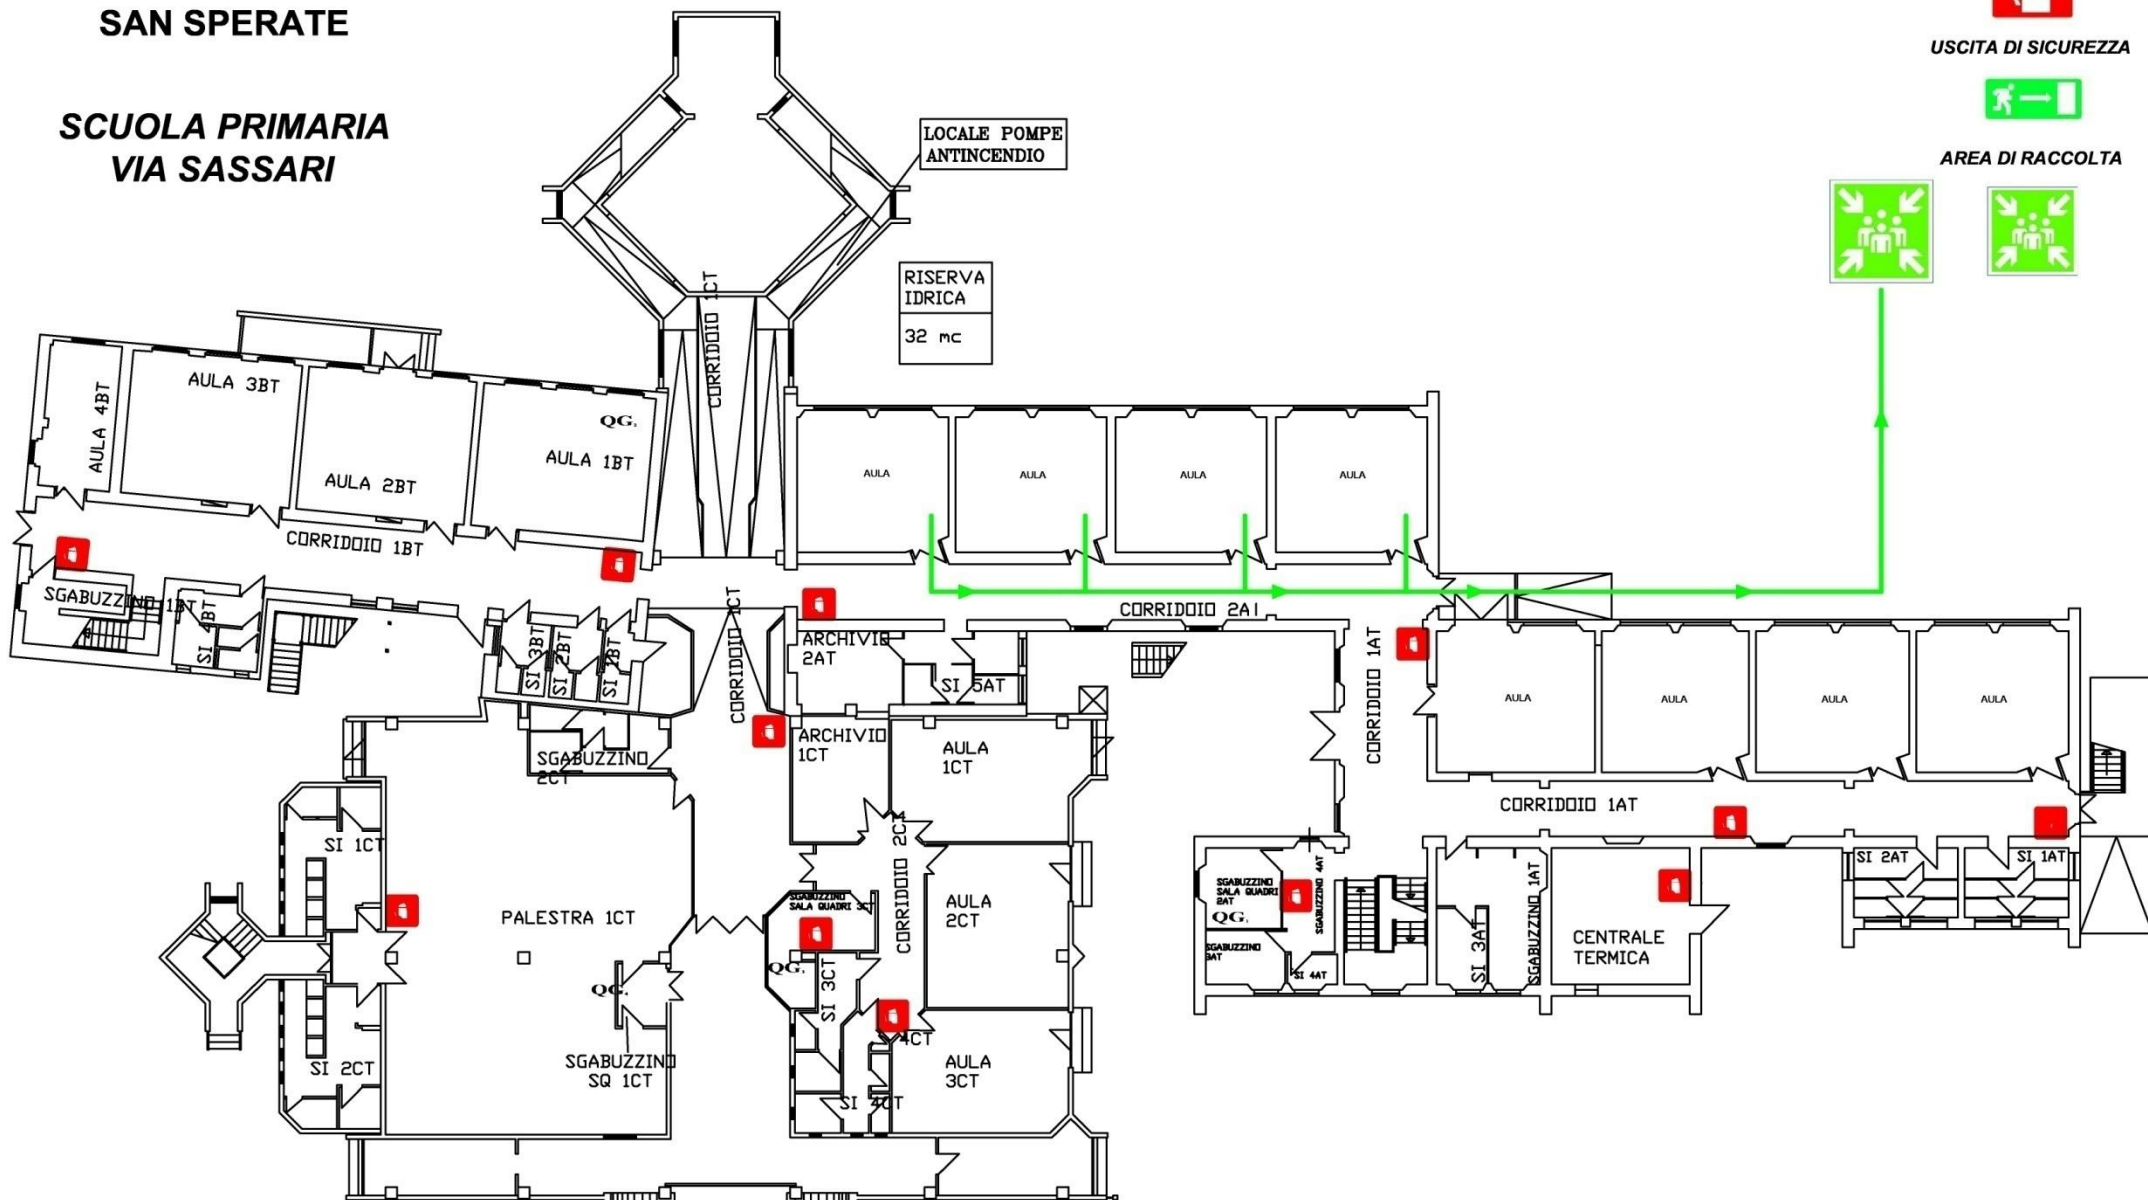 SAN SPERATE
SCUOLA PRIMARIA
VIA SASSARI
USCITA DI SICUREZZA
AREA DI RACCOLTA
LOCALE POMPE
ANTINCENDIO
RISERVA
IDRICA
32 mc
CORRIDOIO 1CT
AULA 4BT
AULA 3BT
AULA 2BT
QG.
AULA 1BT
AULA
AULA
AULA
AULA
CORRIDOIO 1BT
SGABUZZINO 1BT
SI 4BT
SI 3BT
SI 2BT
SI 1BT
CORRIDOIO 1CT
CORRIDOIO 2A
ARCHIVIO
2AT
SI 5AT
CORRIDOIO 1AT
AULA
AULA
AULA
AULA
SGABUZZINO
2CT
ARCHIVIO
1CT
AULA
1CT
CORRIDOIO 1AT
SI 1CT
CORRIDOIO 2CT
SI 2AT
SI 1AT
SGABUZZINO
SALA QUADRI
2AT
QG.
SGABUZZINO 4AT
SGABUZZINO
3AT
SI 4AT
SI 3AT
SGABUZZINO 1AT
CENTRALE
TERMICA
PALESTRA 1CT
SGABUZZINO
SALA QUADRI 3CT
AULA
2CT
QG.
SI 3CT
QG.
SGABUZZINO
SQ 1CT
SI 2CT
4CT
AULA
3CT
SI 4CT